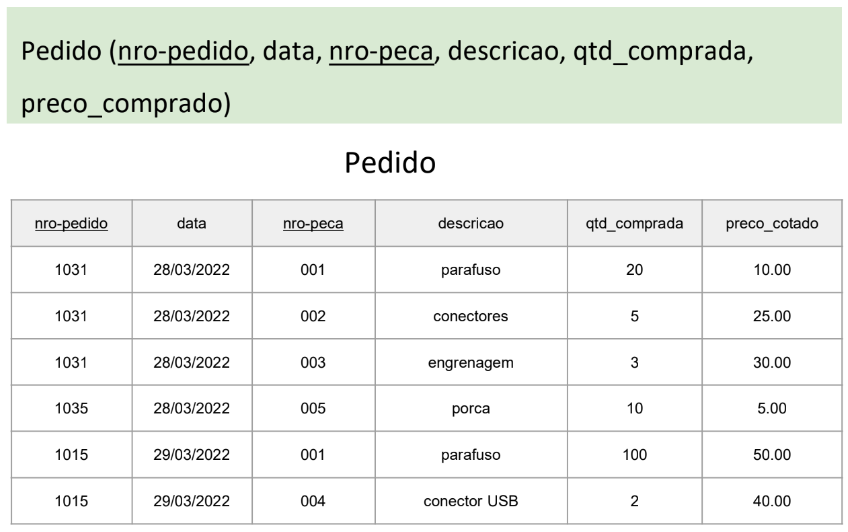 Pedido (nro-pedido, data, nro-peca, descricao, qtd_comprada,
preco_comprado)
Pedido
nro-pedido data nro-peca descricao qtd_comprada preco_cotado
1031 28/03/2022 001 parafuso 20 10.00
1031 28/03/2022 002 conectores 5 25.00
1031 28/03/2022 003 engrenagem 3 30.00
1035 28/03/2022 005 porca 10 5.00
1015 29/03/2022 001 parafuso 100 50.00
1015 29/03/2022 004 conector USB 2 40.00